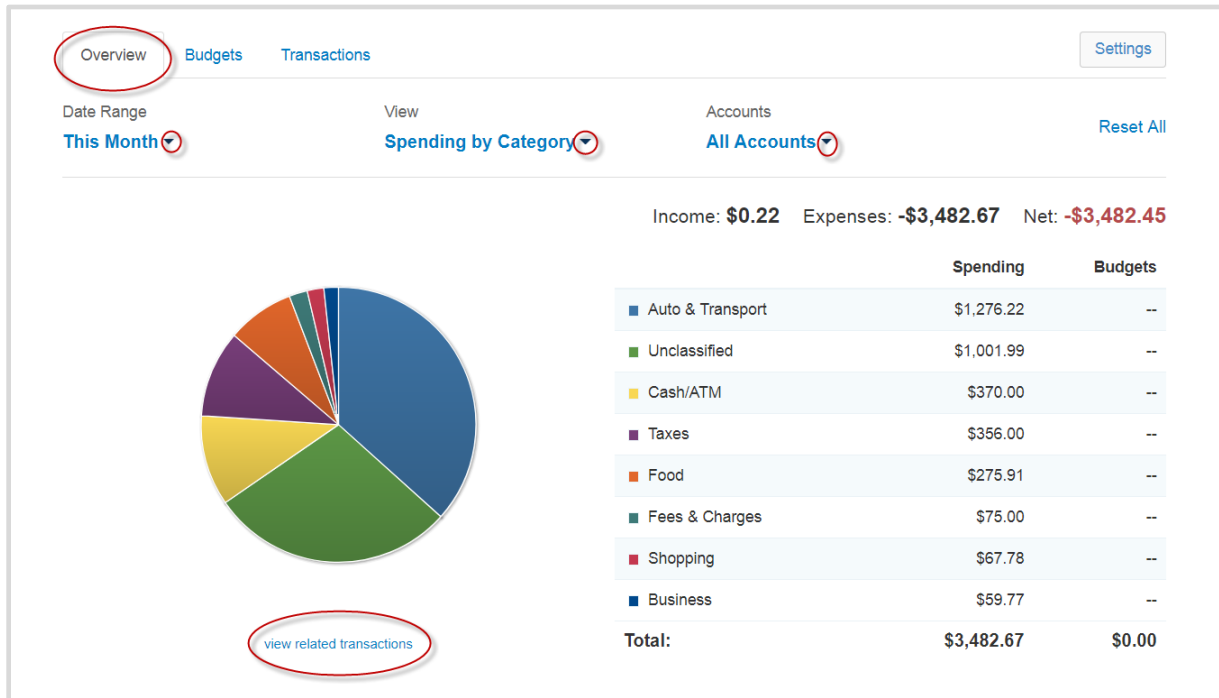 Overview Budgets Transactions Settings
Date Range View Accounts
This Month Spending by Category All Accounts Reset All
Income: $0.22 Expenses: -$3,482.67 Net: -$3,482.45
Spending Budgets
Auto & Transport $1,276.22 --
Unclassified $1,001.99 --
Cash/ATM $370.00 --
Taxes $356.00 --
Food $275.91 --
Fees & Charges $75.00 --
Shopping $67.78 --
Business $59.77 --
Total: $3,482.67 $0.00
view related transactions